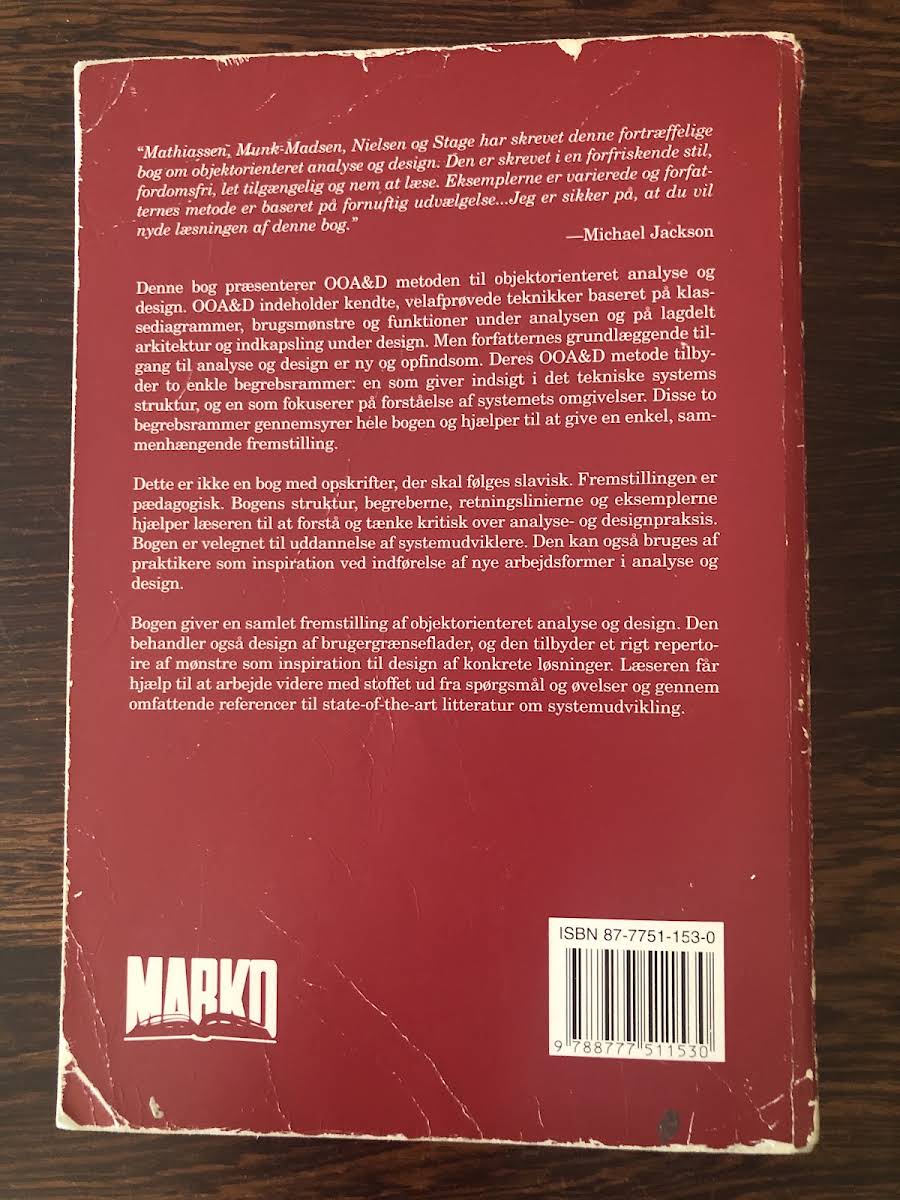 “Mathiassen, Munk-Madsen, Nielsen og Stage har skrevet denne fortræffelige
bog om objektorienteret analyse og design. Den er skrevet i en forfriskende stil,
fordomsfri, let tilgængelig og nem at læse. Eksemplerne er varierede og forfat-
ternes metode er baseret på fornuftig udvælgelse...Jeg er sikker på, at du vil
nyde læsningen af denne bog.”
—Michael Jackson
Denne bog præsenterer OOA&D metoden til objektorienteret analyse og
design. OOA&D indeholder kendte, velafprøvede teknikker baseret på klas-
sediagrammer, brugsmønstre og funktioner under analysen og på lagdelt
arkitektur og indkapsling under design. Men forfatternes grundlæggende til-
gang til analyse og design er ny og opfindsom. Deres OOA&D metode tilby-
der to enkle begrebsrammer: en som giver indsigt i det tekniske systems
struktur, og en som fokuserer på forståelse af systemets omgivelser. Disse to
begrebsrammer gennemsyrer hele bogen og hjælper til at give en enkel, sam-
menhængende fremstilling.
Dette er ikke en bog med opskrifter, der skal følges slavisk. Fremstillingen er
pædagogisk. Bogens struktur, begreberne, retningslinierne og eksemplerne
hjælper læseren til at forstå og tænke kritisk over analyse- og designpraksis.
Bogen er velegnet til uddannelse af systemudviklere. Den kan også bruges af
praktikere som inspiration ved indførelse af nye arbejdsformer i analyse og
design.
Bogen giver en samlet fremstilling af objektorienteret analyse og design. Den
behandler også design af brugergrænseflader, og den tilbyder et rigt reperto-
ire af mønstre som inspiration til design af konkrete løsninger. Læseren får
hjælp til at arbejde videre med stoffet ud fra spørgsmål og øvelser og gennem
omfattende referencer til state-of-the-art litteratur om systemudvikling.
MARKO
ISBN 87-7751-153-0
9 788777 511530